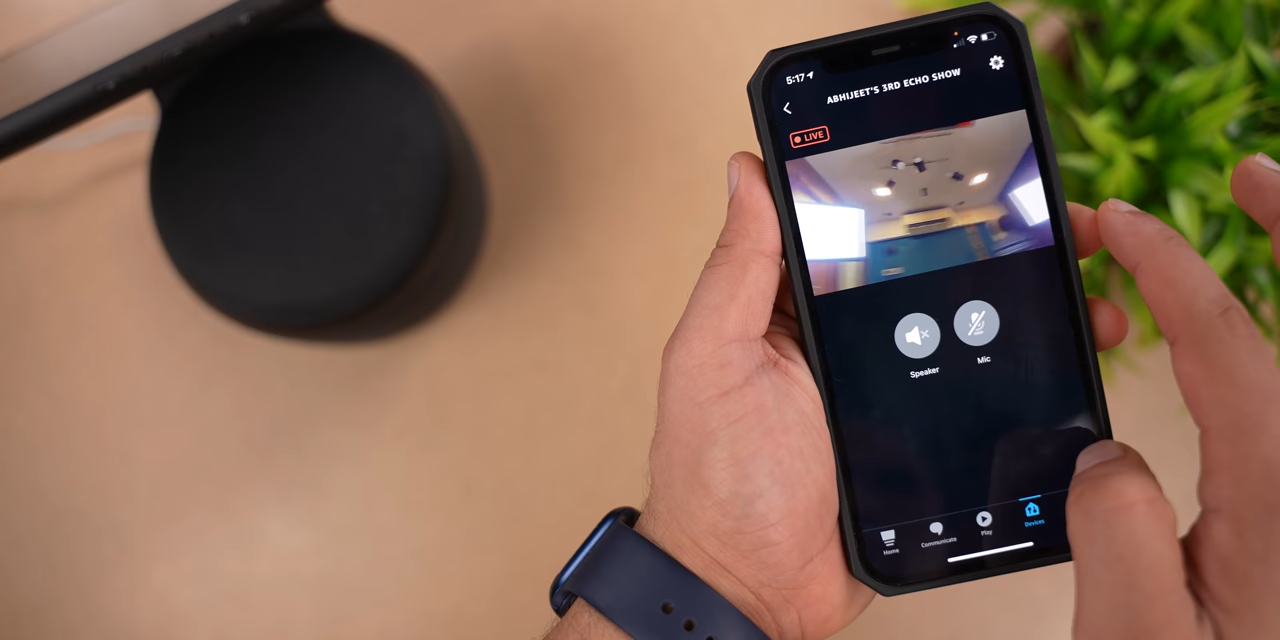 5:17
ABHIJEET'S 3RD ECHO SHOW
LIVE
Speaker
Mic
Home
Communicate
Play
Devices